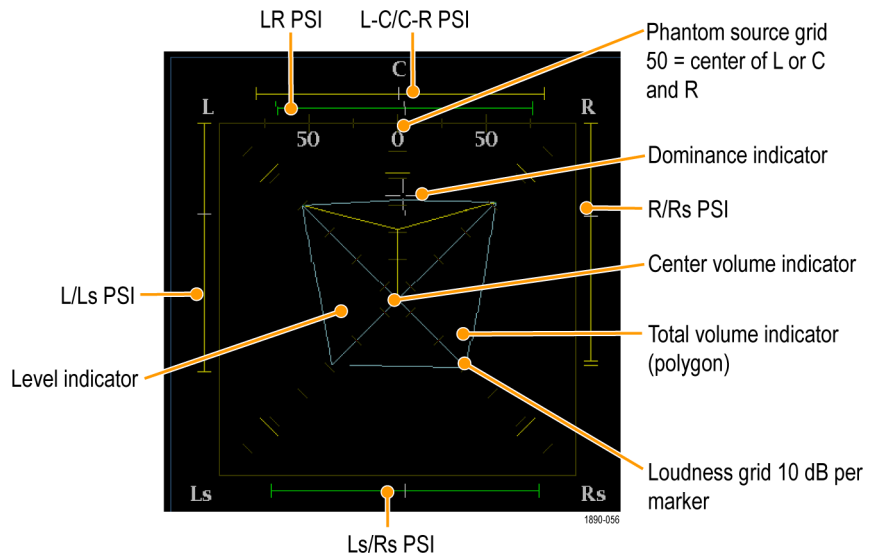 LR PSI
L-C/C-R PSI
Phantom source grid
50 = center of L or C
and R
C
L
R
50
0
50
Dominance indicator
R/Rs PSI
Center volume indicator
L/Ls PSI
Total volume indicator
(polygon)
Level indicator
Loudness grid 10 dB per
marker
Ls
Rs
1890-056
Ls/Rs PSI